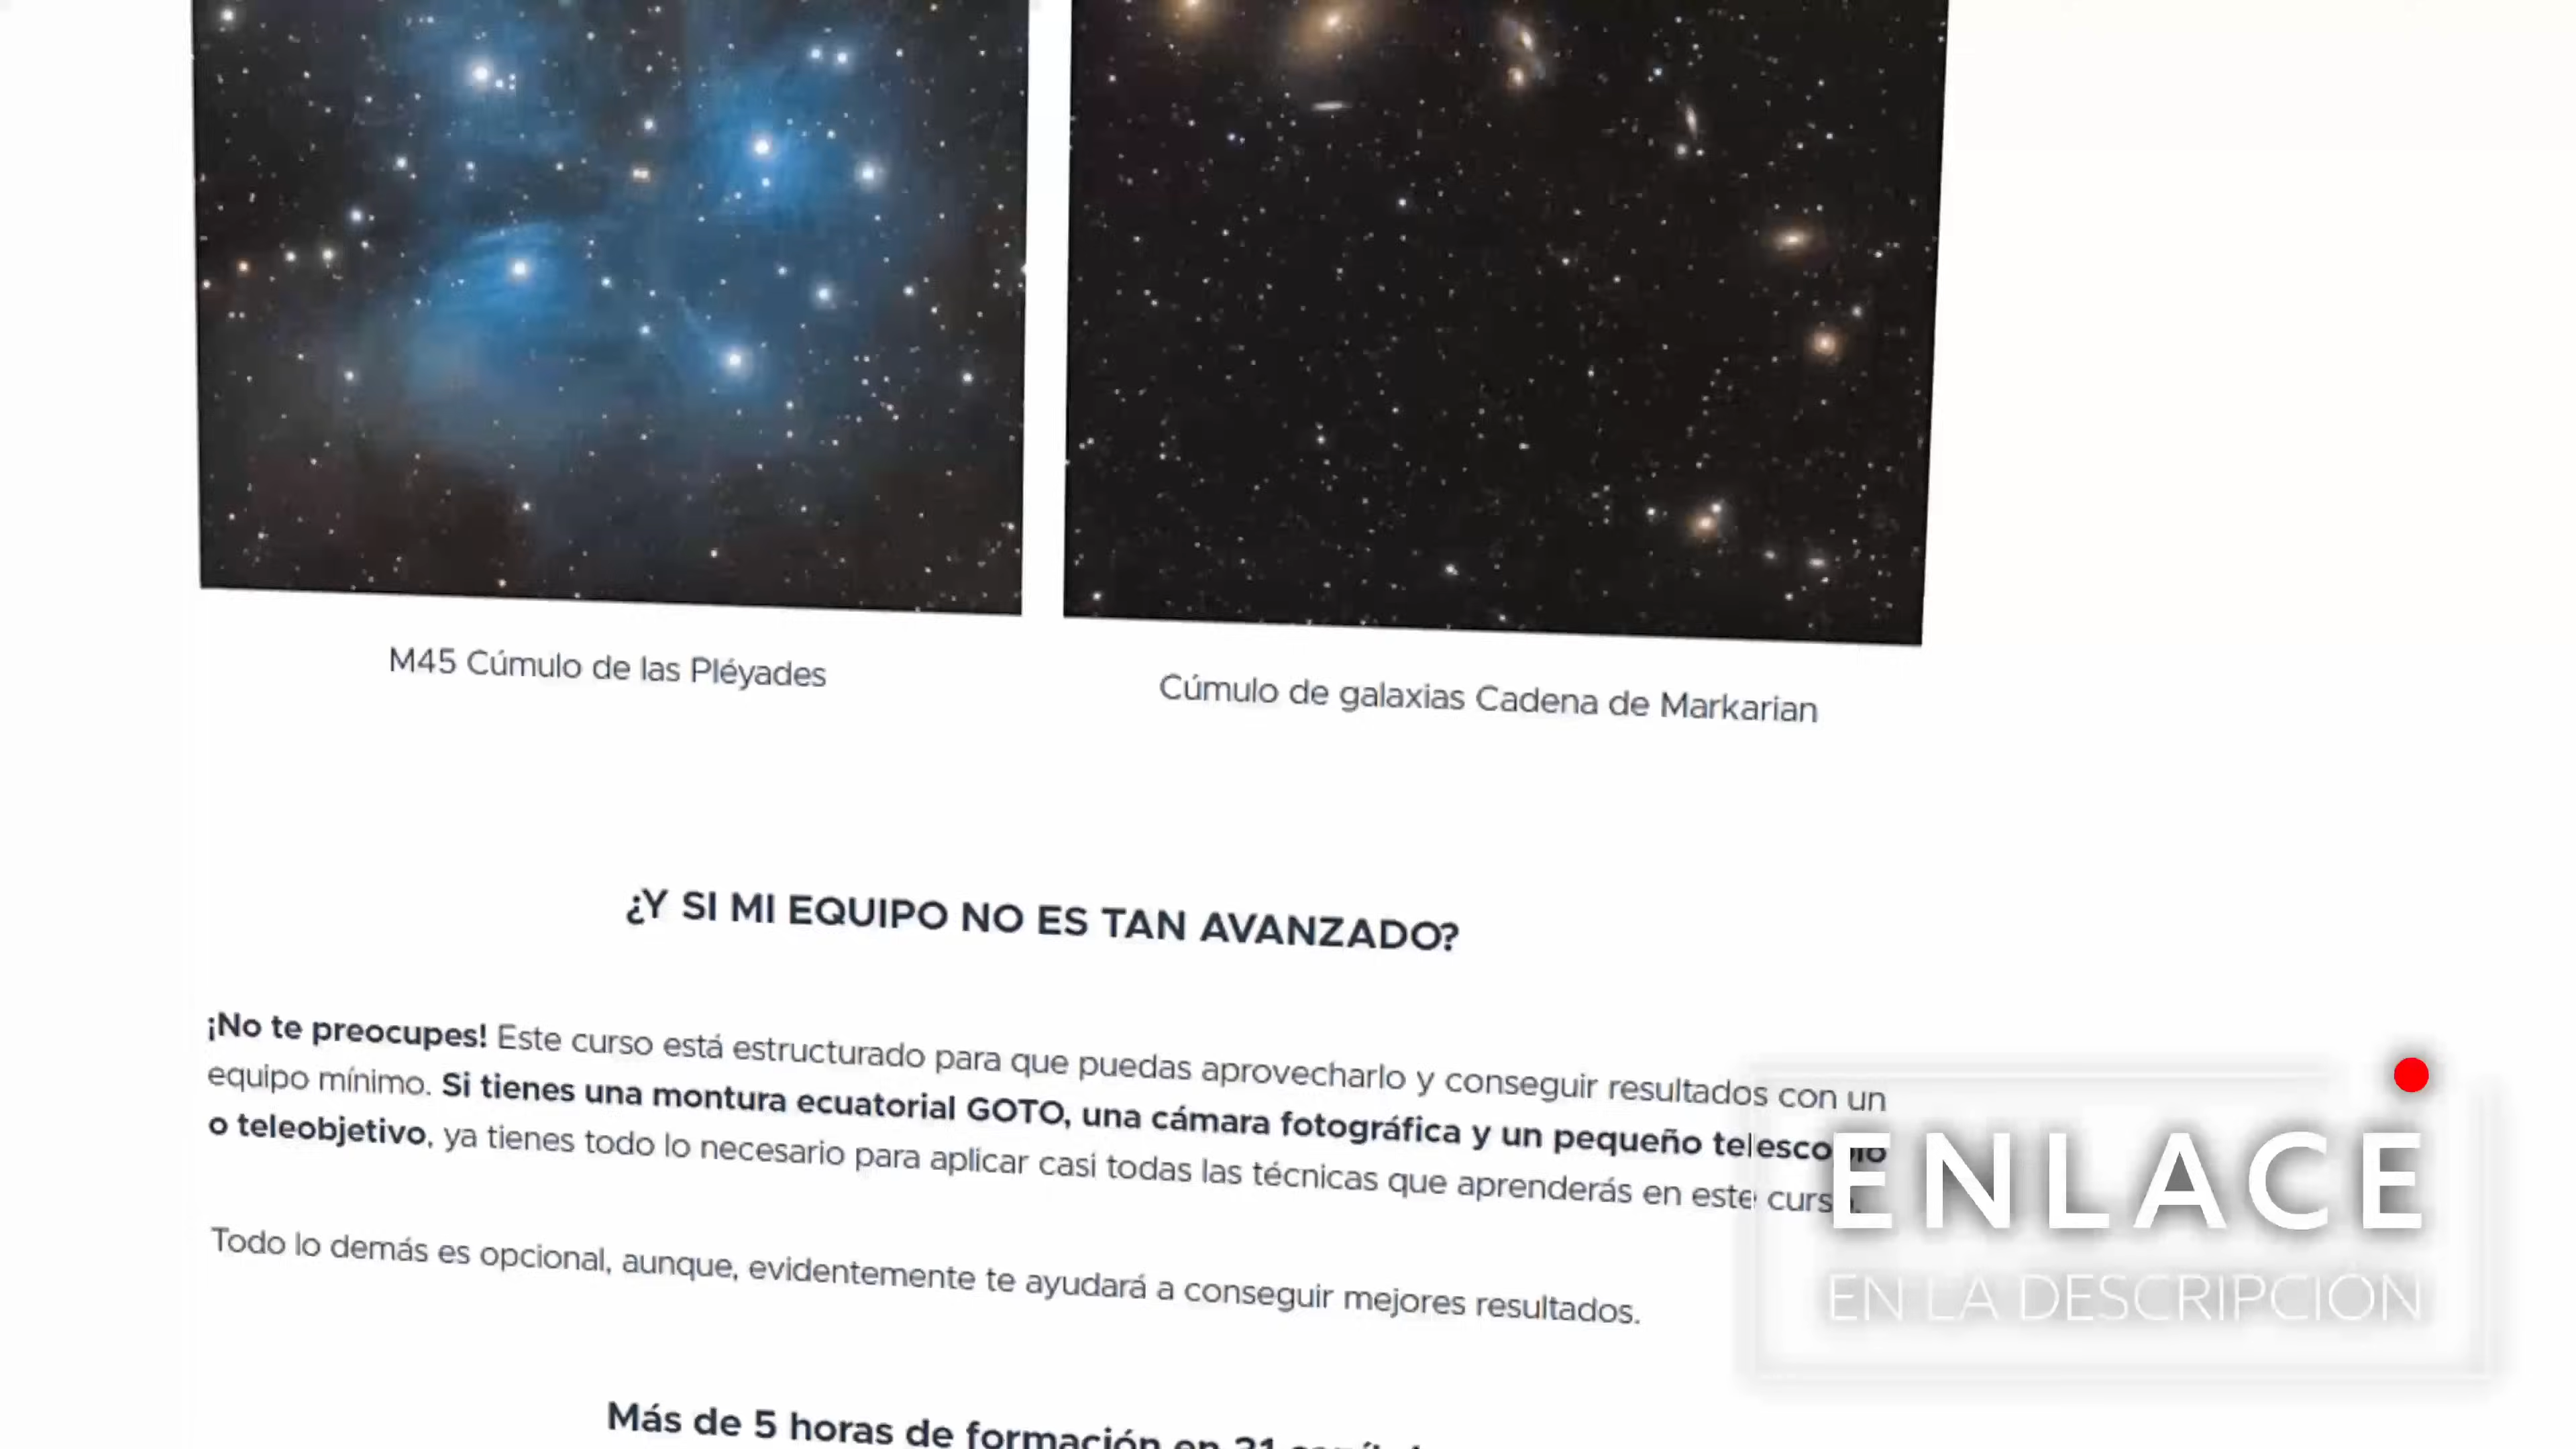 M45 Cúmulo de las Pléyades
Cúmulo de galaxias Cadena de Markarian
¿Y SI MI EQUIPO NO ES TAN AVANZADO?
¡No te preocupes! Este curso está estructurado para que puedas aprovecharlo y conseguir resultados con un
equipo mínimo. Si tienes una montura ecuatorial GOTO, una cámara fotográfica y un pequeño telescopio
o teleobjetivo, ya tienes todo lo necesario para aplicar casi todas las técnicas que aprenderás en este curso.
Todo lo demás es opcional, aunque, evidentemente te ayudará a conseguir mejores resultados.
Más de 5 horas de formación en
ENLACE
EN LA DESCRIPCIÓN